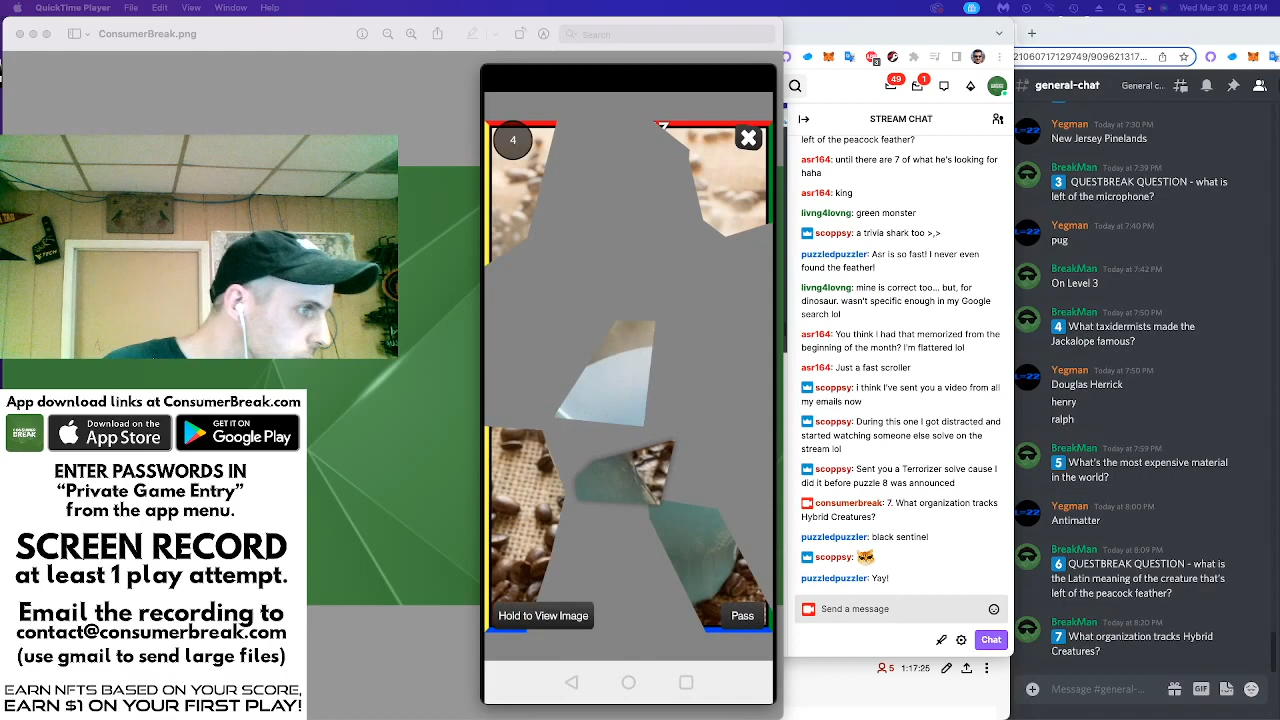 QuickTime Player File Edit View Window Help
Wed Mar 30 8:24 PM
ConsumerBreak.png
Search
4
Hold to View Image
Pass
App download links at ConsumerBreak.com
CONSUMER BREAK
Download on the App Store
GET IT ON Google Play
ENTER PASSWORDS IN
“Private Game Entry”
from the app menu.
SCREEN RECORD
at least 1 play attempt.
Email the recording to
contact@consumerbreak.com
(use gmail to send large files)
EARN NFTS BASED ON YOUR SCORE,
EARN $1 ON YOUR FIRST PLAY!
49
1
STREAM CHAT
left of the peacock feather?
asr164: until there are 7 of what he's looking for
haha
asr164: king
livng4lovng: green monster
scoppsy: a trivia shark too >,>
puzzledpuzzler: Asr is so fast! I never even
found the feather!
livng4lovng: mine is correct too... but, for
dinosaur. wasn't specific enough in my Google
search lol
asr164: You think i had that memorized from the
beginning of the month? I'm flattered lol
asr164: Just a fast scroller
scoppsy: i think I've sent you a video from all
my emails now
scoppsy: During this one I got distracted and
started watching someone else solve on the
stream lol
scoppsy: Sent you a Terrorizer solve cause I
did it before puzzle 8 was announced
consumerbreak: 7. What organization tracks
Hybrid Creatures?
puzzledpuzzler: black sentinel
scoppsy:
puzzledpuzzler: Yay!
Send a message
Chat
5 1:17:25
21060717129749/909621317...
general-chat General c...
Yegman Today at 7:30 PM
New Jersey Pinelands
BreakMan Today at 7:39 PM
3 QUESTBREAK QUESTION - what is
left of the microphone?
Yegman Today at 7:40 PM
pug
BreakMan Today at 7:42 PM
On Level 3
BreakMan Today at 7:50 PM
4 What taxidermists made the
Jackalope famous?
Yegman Today at 7:50 PM
Douglas Herrick
henry
ralph
BreakMan Today at 7:59 PM
5 What's the most expensive material
in the world?
Yegman Today at 8:00 PM
Antimatter
BreakMan Today at 8:09 PM
6 QUESTBREAK QUESTION - what is
the Latin meaning of the creature that's
BreakMan Today at 8:20 PM
7 What organization tracks Hybrid
Creatures?
Message #general-...
GIF